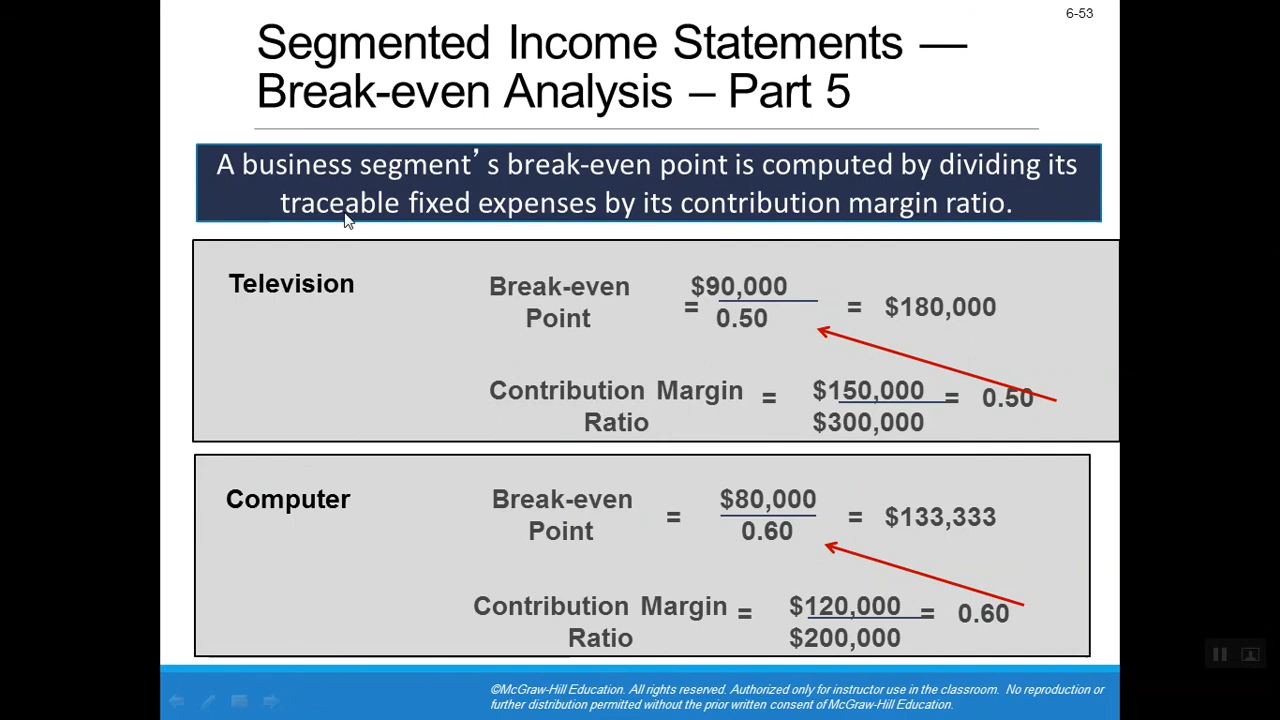 6-53
Segmented Income Statements —
Break-even Analysis – Part 5
A business segment’s break-even point is computed by dividing its
traceable fixed expenses by its contribution margin ratio.
Television
Break-even
Point
=
$90,000
0.50
= $180,000
Contribution Margin
Ratio
=
$150,000
$300,000
= 0.50
Computer
Break-even
Point
=
$80,000
0.60
= $133,333
Contribution Margin
Ratio
=
$120,000
$200,000
= 0.60
©McGraw-Hill Education. All rights reserved. Authorized only for instructor use in the classroom. No reproduction or
further distribution permitted without the prior written consent of McGraw-Hill Education.